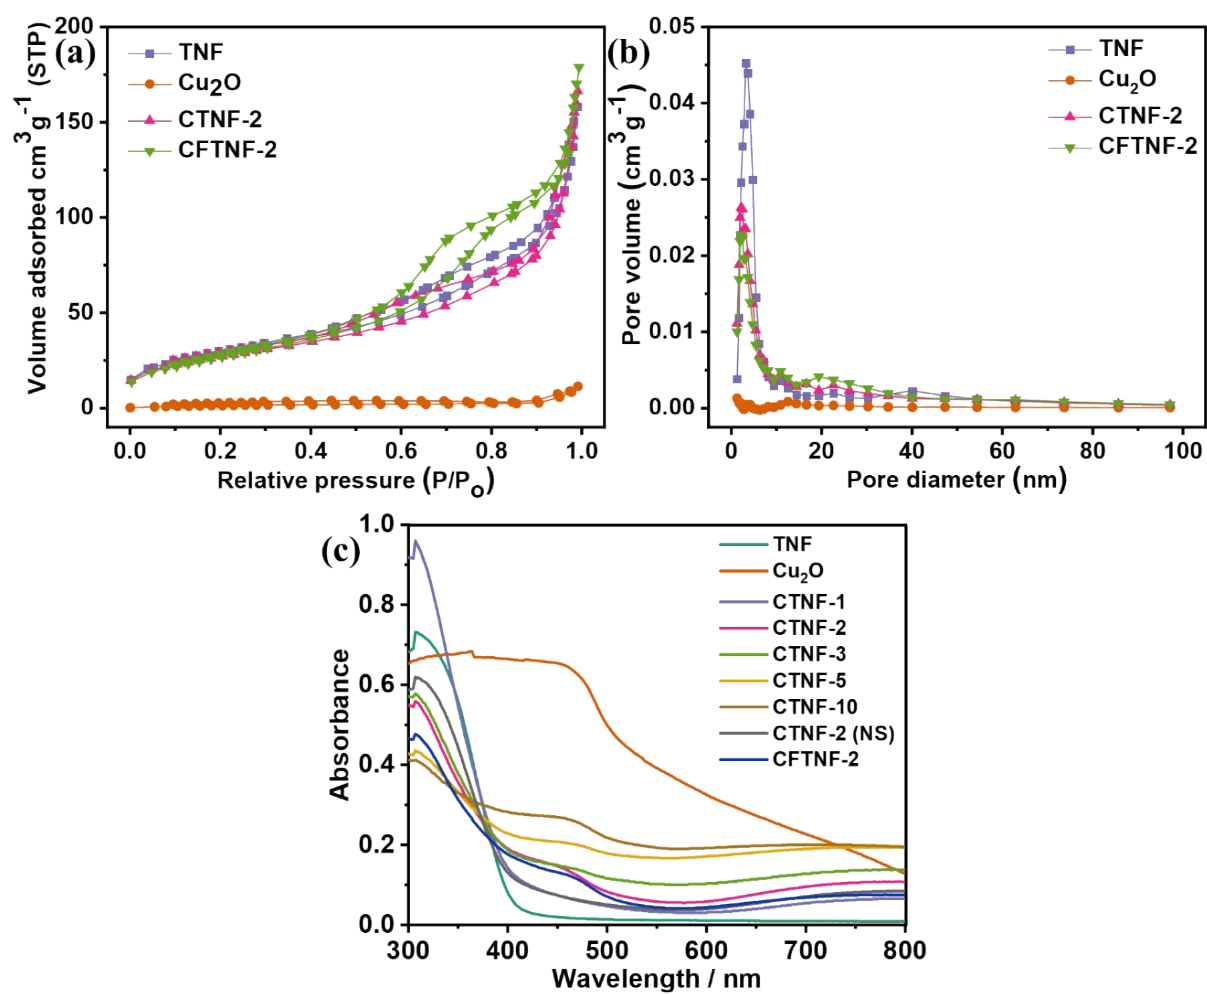 (a)
TNF
Cu2O
CTNF-2
CFTNF-2
200
150
100
50
0
Volume adsorbed cm³g⁻¹ (STP)
0.0 0.2 0.4 0.6 0.8 1.0
Relative pressure (P/Po)
(b)
TNF
Cu₂O
CTNF-2
CFTNF-2
0.05
0.04
0.03
0.02
0.01
0.00
Pore volume (cm³g⁻¹)
0 20 40 60 80 100
Pore diameter (nm)
(c)
TNF
Cu₂O
CTNF-1
CTNF-2
CTNF-3
CTNF-5
CTNF-10
CTNF-2 (NS)
CFTNF-2
1.0
0.8
0.6
0.4
0.2
0.0
Absorbance
300 400 500 600 700 800
Wavelength / nm